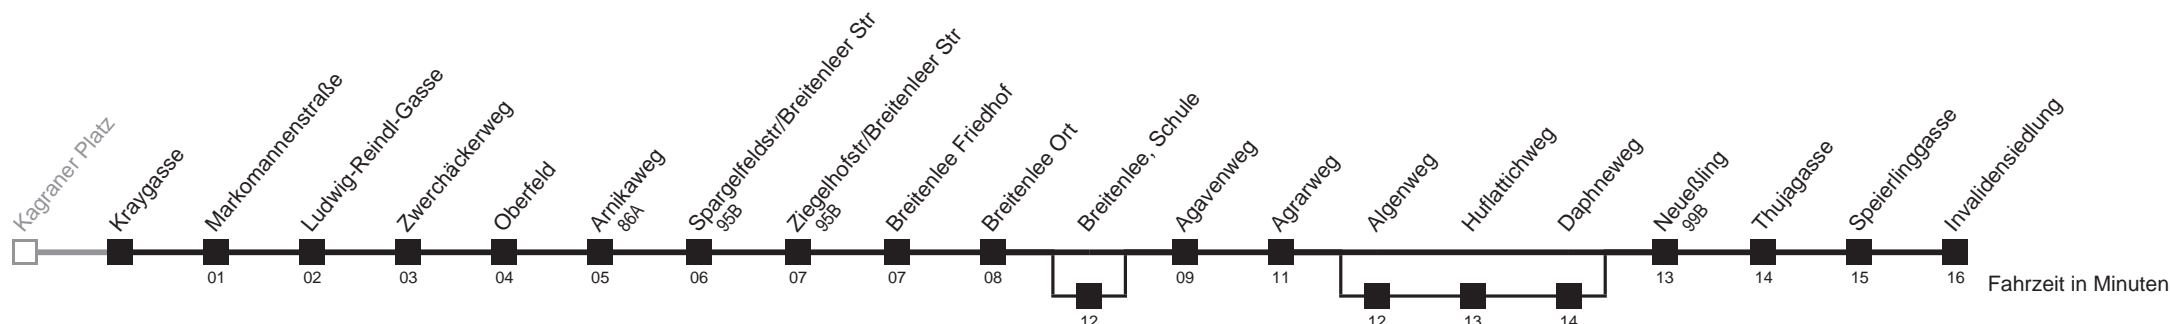 Kagraner Platz
Kraygasse
Markomannenstraße
Ludwig-Reindl-Gasse
Zwerchäckerweg
Oberfeld
Arnikaweg
86A
Spargelfeldstr/Breitenleer Str
95B
Ziegelhofstr/Breitenleer Str
95B
Breitenlee Friedhof
Breitenlee Ort
Breitenlee, Schule
Agavenweg
Agrarweg
Algenweg
Huflattichweg
Daphneweg
Neueßling
99B
Thujagasse
Speierlinggasse
Invalidensiedlung
01 02 03 04 05 06 07 07 08 09 11 13 14 15 16
Fahrzeit in Minuten
12 12 13 14